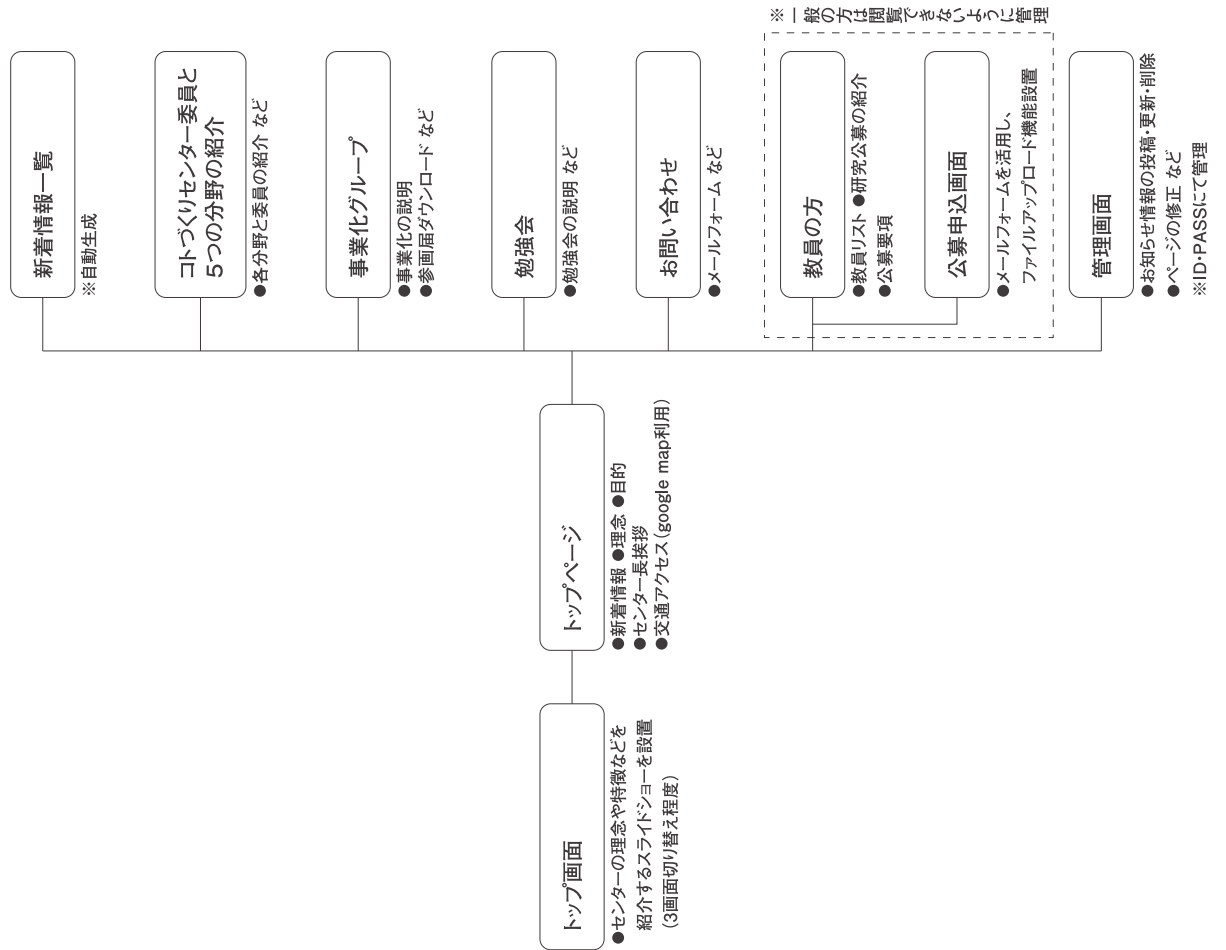 トップ画面
●センターの理念や特徴などを
紹介するスライドショーを設置
(3画面切り替え程度)
トップページ
●新着情報 ●理念 ●目的
●センター長挨拶
●交通アクセス(google map利用)
新着情報一覧
※自動生成
コトづくりセンター委員と
5つの分野の紹介
●各分野と委員の紹介 など
事業化グループ
●事業化の説明
●参画届ダウンロード など
勉強会
●勉強会の説明 など
お問い合わせ
●メールフォーム など
※一般の方は閲覧できないように管理
教員の方
●教員リスト ●研究公募の紹介
●公募要項
公募申込画面
●メールフォームを活用し、
ファイルアップロード機能設置
管理画面
●お知らせ情報の投稿・更新・削除
●ページの修正 など
※ID・PASSにて管理